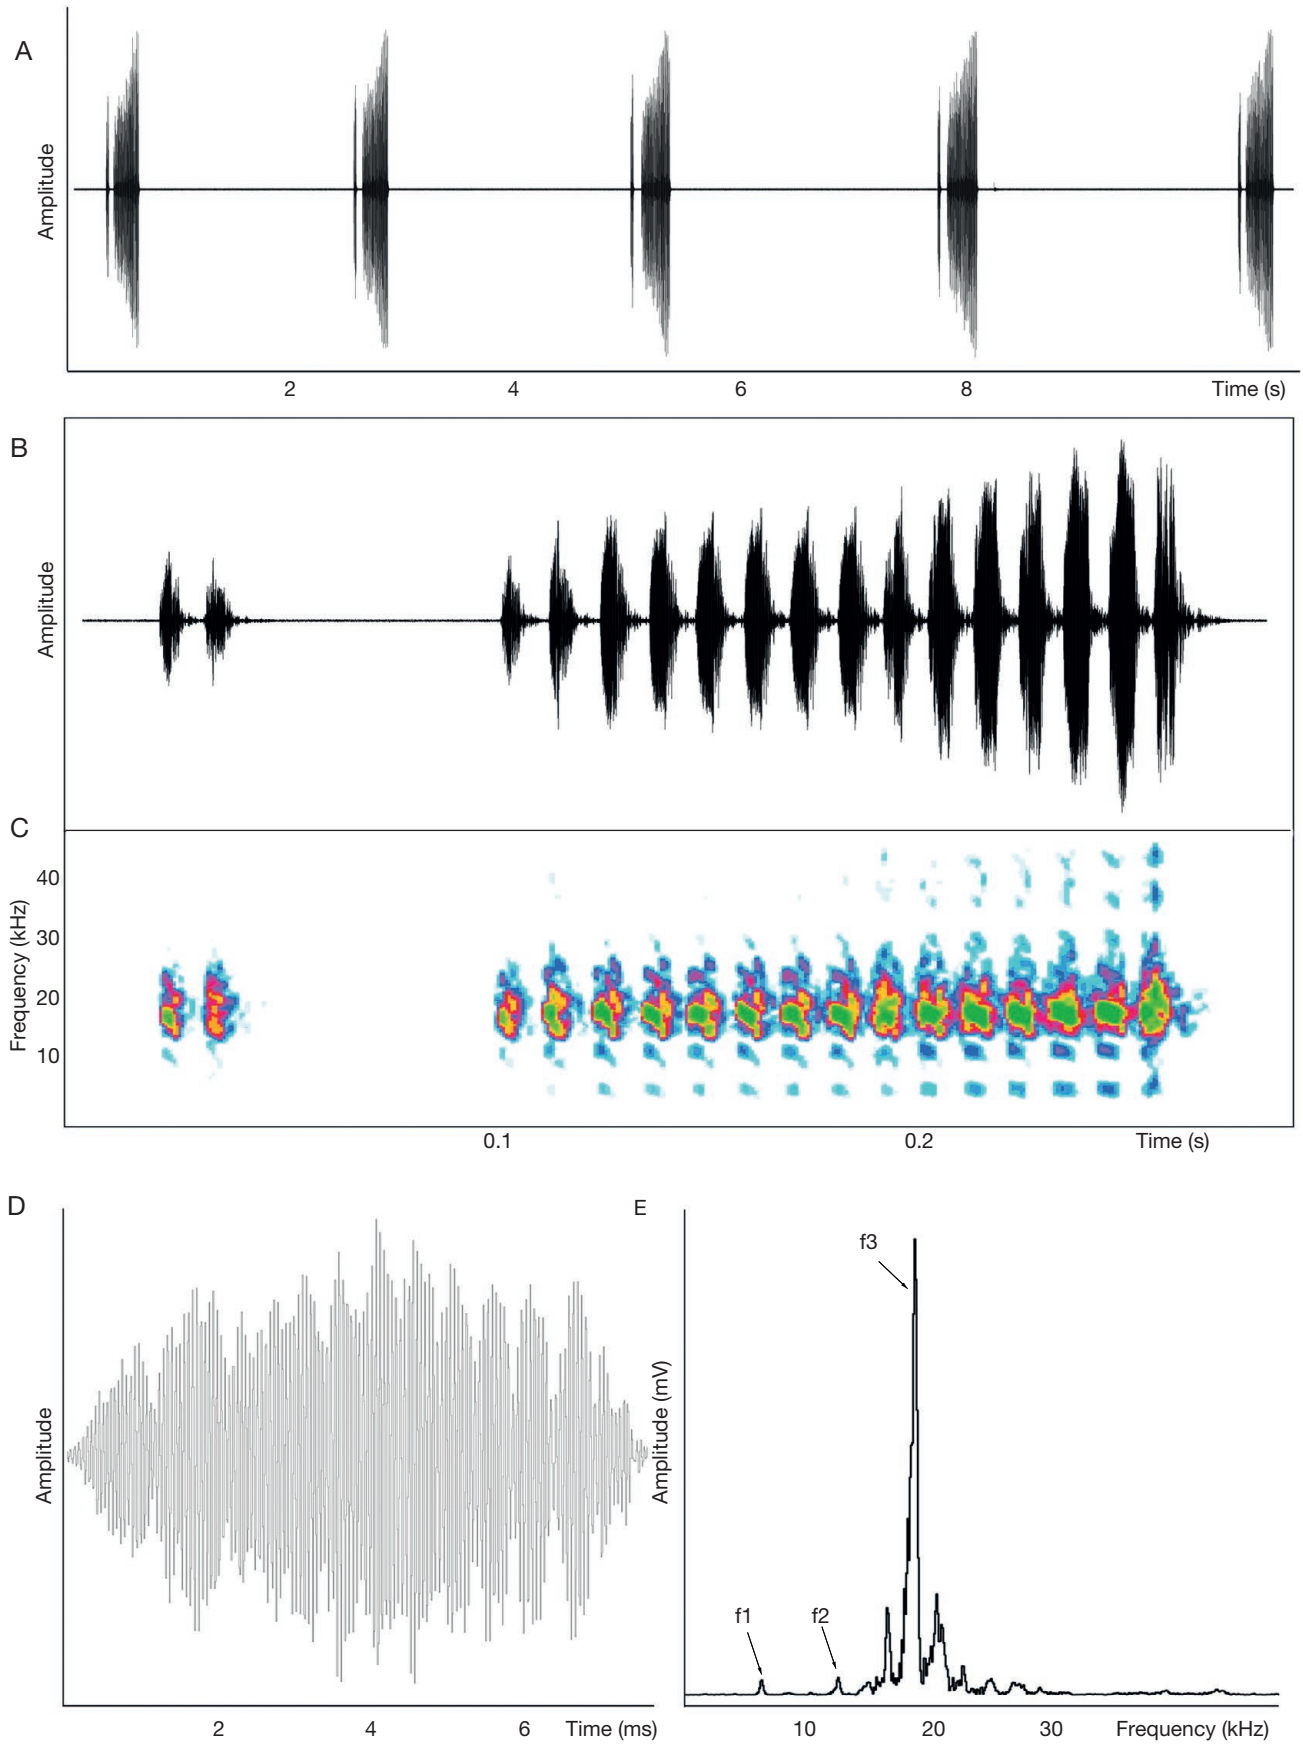 A
Amplitude
2 4 6 8 Time (s)
B
Amplitude
C
Frequency (kHz)
40
30
20
10
0.1 0.2 Time (s)
D
Amplitude
2 4 6 Time (ms)
E
Amplitude (mV)
f3
f1 f2
10 20 30 Frequency (kHz)